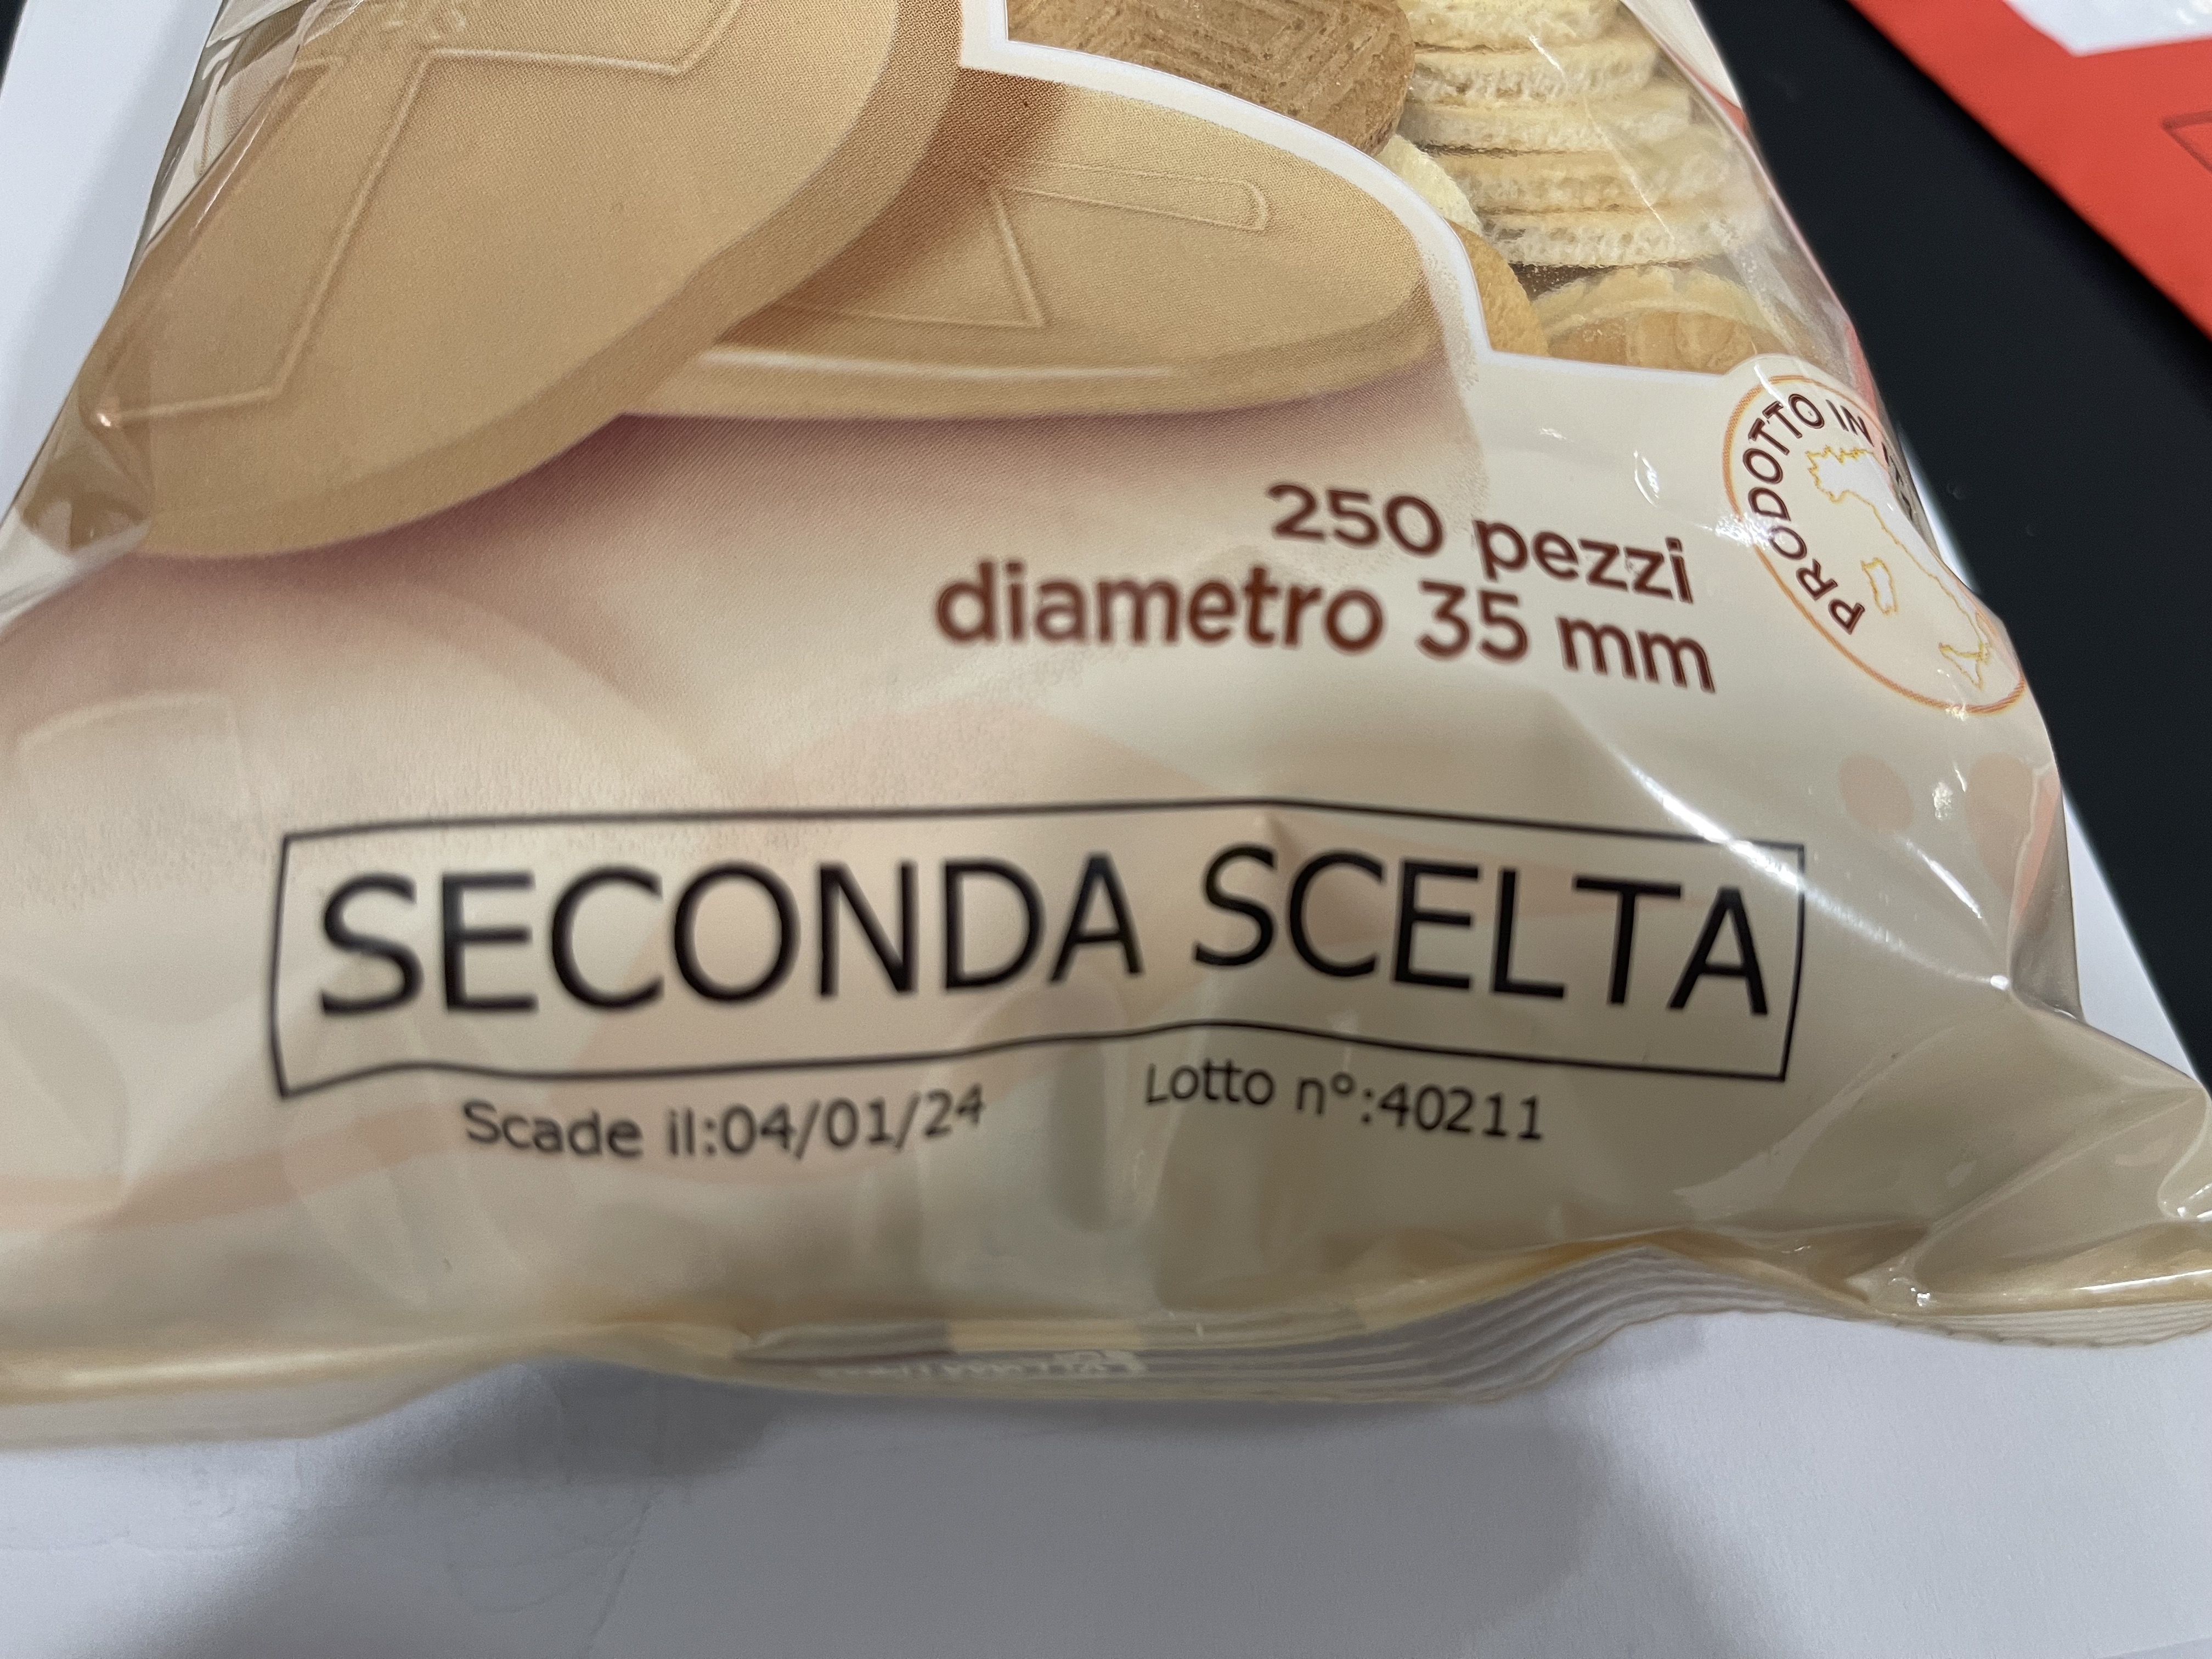 PRODOTTO IN
250 pezzi
diametro 35 mm
SECONDA SCELTA
Scade il:04/01/24
Lotto n°:40211